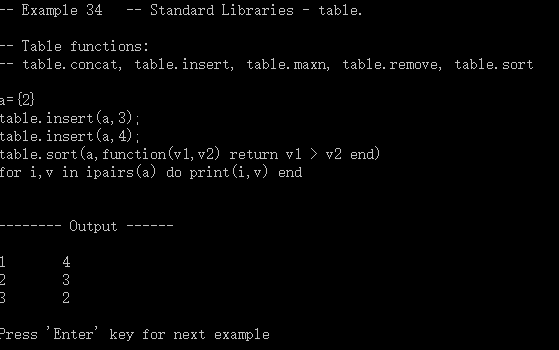 -- Example 34   -- Standard Libraries - table.
-- Table functions:
-- table.concat, table.insert, table.maxn, table.remove, table.sort
a={2}
table.insert(a,3);
table.insert(a,4);
table.sort(a,function(v1,v2) return v1 > v2 end)
for i,v in ipairs(a) do print(i,v) end
-------- Output ------
1       4
2       3
3       2
Press 'Enter' key for next example